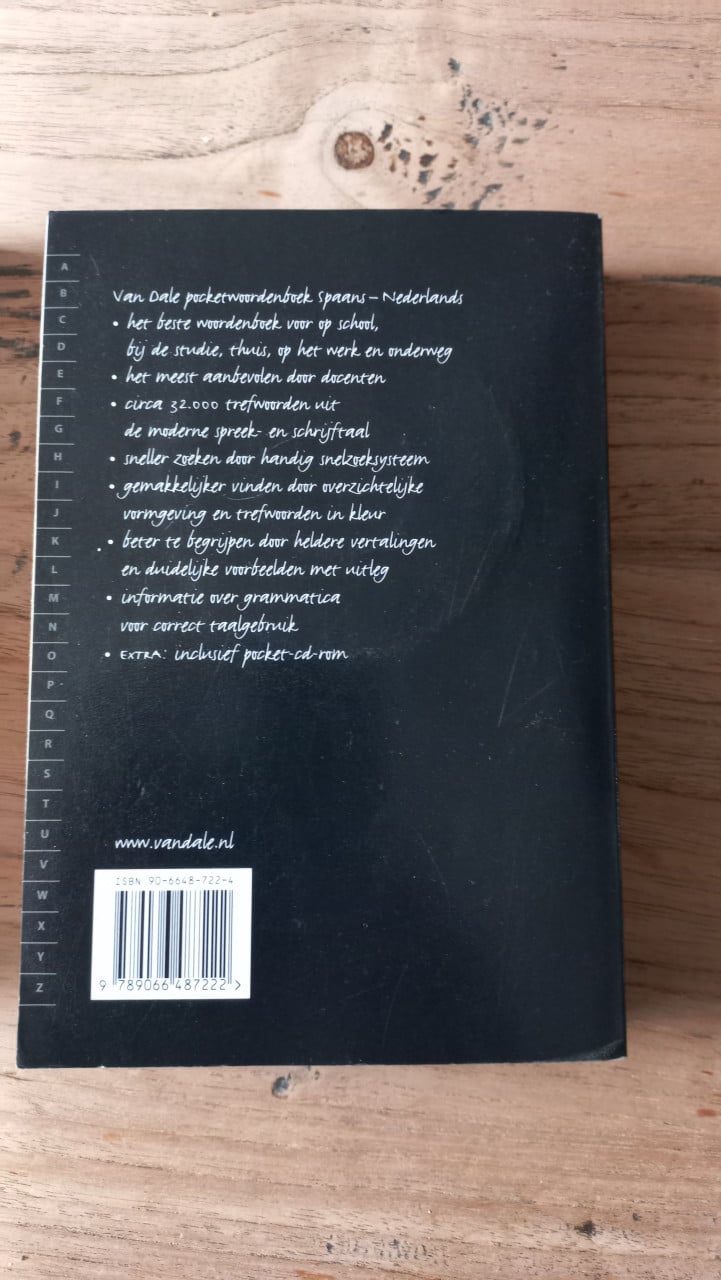 Van Dale pocketwoordenboek Spaans – Nederlands
• het beste woordenboek voor op school,
bij de studie, thuis, op het werk en onderweg
• het meest aanbevolen door docenten
• circa 32.000 trefwoorden uit
de moderne spreek- en schrijftaal
• sneller zoeken door handig snelzoeksysteem
• gemakkelijker vinden door overzichtelijke
vormgeving en trefwoorden in kleur
• beter te begrijpen door heldere vertalingen
en duidelijke voorbeelden met uitleg
• informatie over grammatica
voor correct taalgebruik
• EXTRA: inclusief pocket-cd-rom
www.vandale.nl
ISBN 90-6648-722-4
9 789066 487222 >
A
B
C
D
E
F
G
H
I
J
K
L
M
N
O
P
Q
R
S
T
U
V
W
X
Y
Z